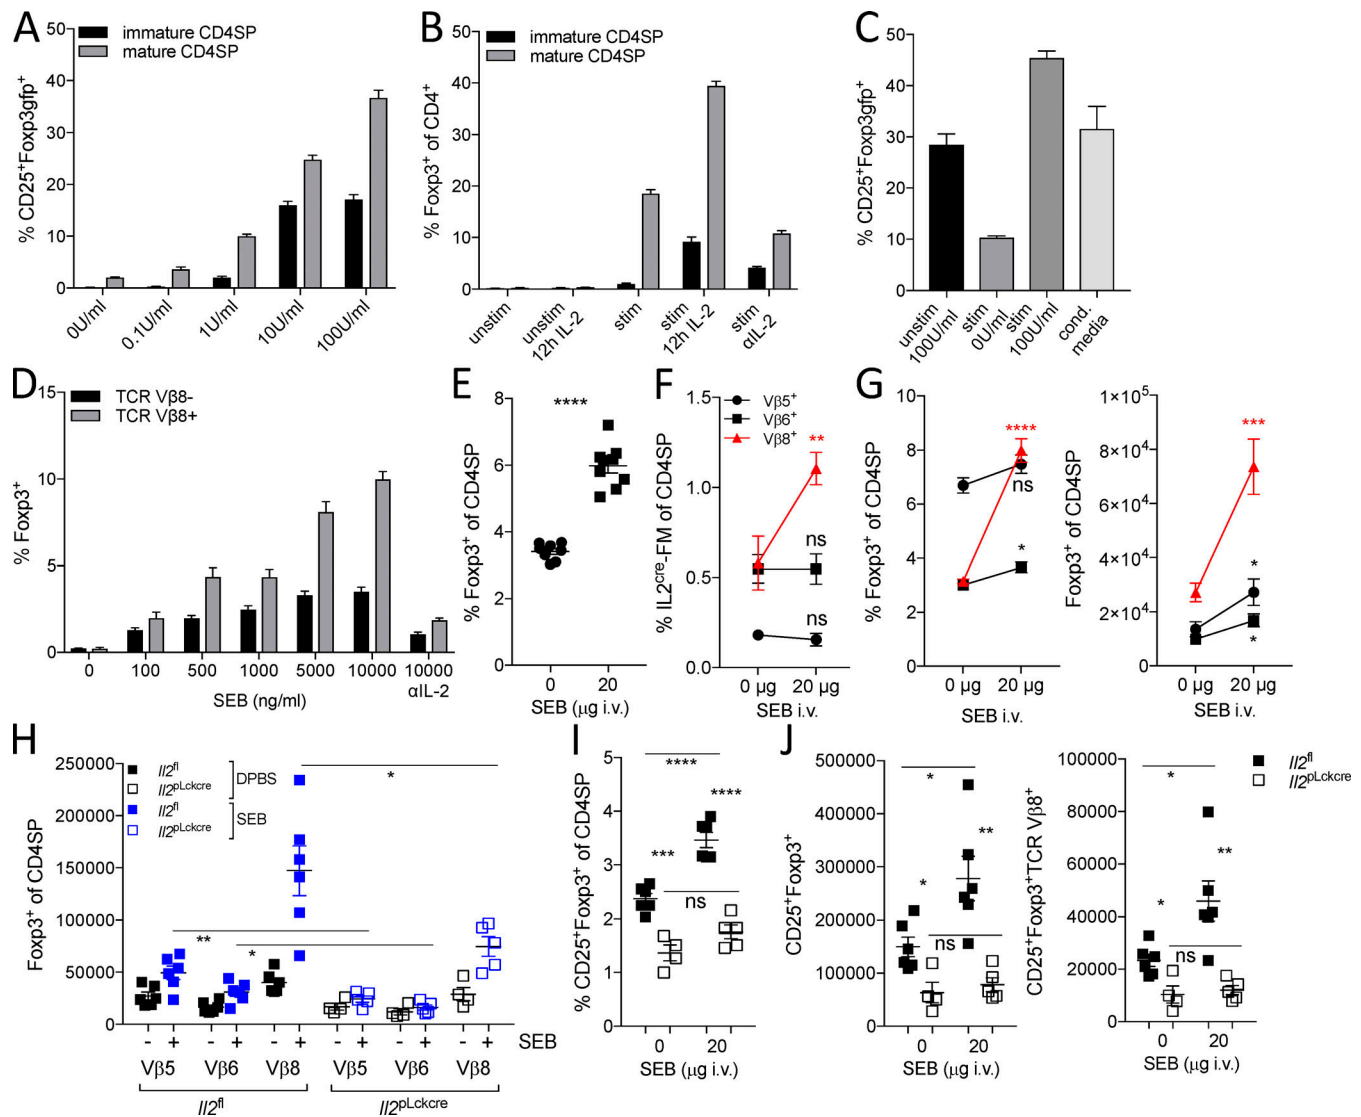 A
immature CD4SP
mature CD4SP
% CD25⁺Foxp3gfp⁺
50
40
30
20
10
0
0U/ml
0.1U/ml
1U/ml
10U/ml
100U/ml
B
immature CD4SP
mature CD4SP
% Foxp3⁺ of CD4⁺
50
40
30
20
10
0
unstim
unstim
12h IL-2
stim
stim
12h IL-2
stim
αIL-2
C
% CD25⁺Foxp3gfp⁺
50
40
30
20
10
0
unstim
100U/ml
stim
0U/ml
stim
100U/ml
cond.
media
D
TCR Vβ8-
TCR Vβ8+
% Foxp3⁺
15
10
5
0
0
100
500
1000
5000
10000
10000
αIL-2
SEB (ng/ml)
E
****
% Foxp3⁺ of CD4SP
8
6
4
2
0
0
20
SEB (μg i.v.)
F
Vβ5⁺
Vβ6⁺
Vβ8⁺
**
ns
ns
% IL2ᶜʳᵉ-FM of CD4SP
1.0
0.5
0.0
0 μg
20 μg
SEB i.v.
G
% Foxp3⁺ of CD4SP
10
8
6
4
2
0
****
ns
*
0 μg
20 μg
SEB i.v.
Foxp3⁺ of CD4SP
1×10⁵
8×10⁴
6×10⁴
4×10⁴
2×10⁴
0
***
*
*
0 μg
20 μg
SEB i.v.
H
Il2ᶠˡ
Il2ᵖᴸᶜᵏᶜʳᵉ
DPBS
Il2ᶠˡ
Il2ᵖᴸᶜᵏᶜʳᵉ
SEB
Foxp3⁺ of CD4SP
250000
200000
150000
100000
50000
0
*
**
*
- + - + - + - + - + - + SEB
Vβ5 Vβ6 Vβ8 Vβ5 Vβ6 Vβ8
Il2ᶠˡ Il2ᵖᴸᶜᵏᶜʳᵉ
I
% CD25⁺Foxp3⁺ of CD4SP
5
4
3
2
1
0
****
****
***
ns
0
20
SEB (μg i.v.)
J
CD25⁺Foxp3⁺
500000
400000
300000
200000
100000
0
*
**
*
ns
0
20
SEB (μg i.v.)
CD25⁺Foxp3⁺TCR Vβ8⁺
100000
80000
60000
40000
20000
0
*
**
*
ns
0
20
SEB (μg i.v.)
Il2ᶠˡ
Il2ᵖᴸᶜᵏᶜʳᵉ